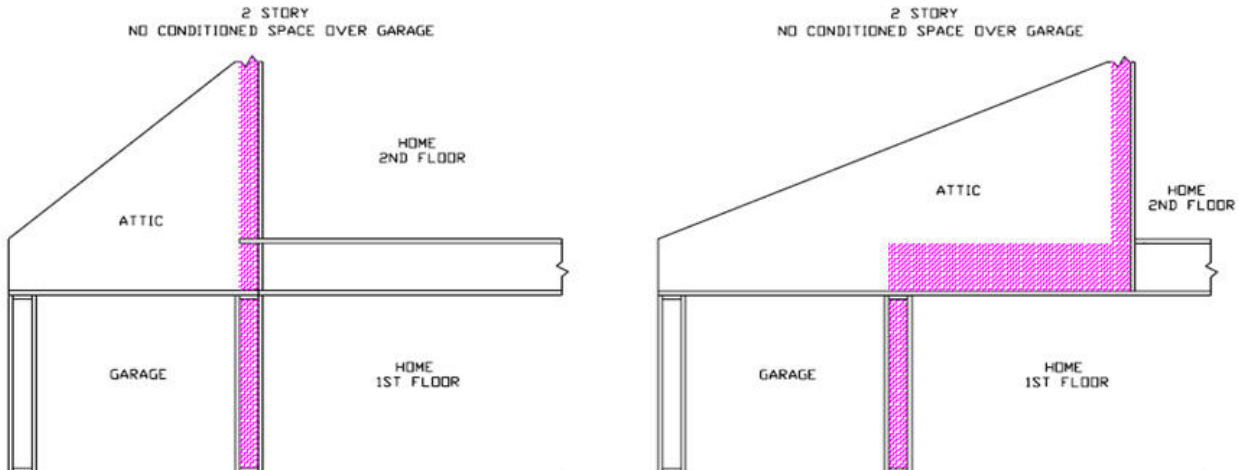 2 STORY
NO CONDITIONED SPACE OVER GARAGE
HOME
2ND FLOOR
ATTIC
GARAGE
HOME
1ST FLOOR
2 STORY
NO CONDITIONED SPACE OVER GARAGE
ATTIC
HOME
2ND FLOOR
GARAGE
HOME
1ST FLOOR